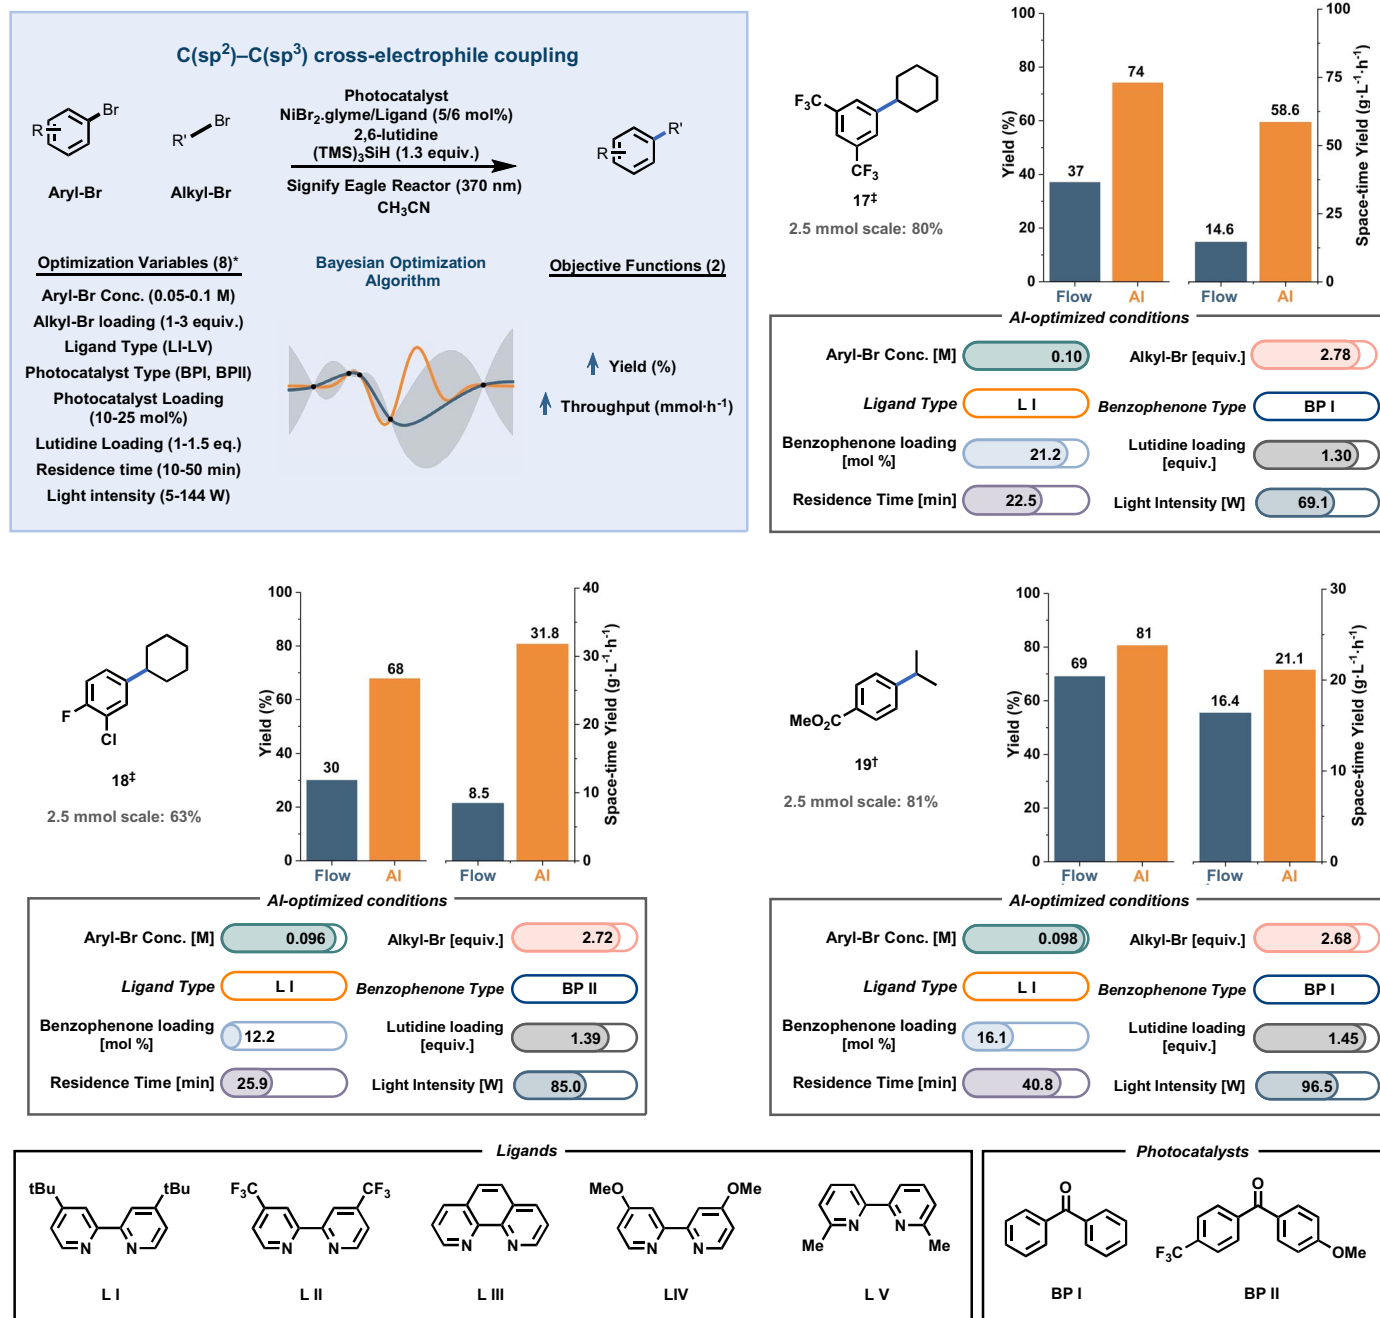 C(sp²)–C(sp³) cross-electrophile coupling
R
Br
Aryl-Br
R'
Br
Alkyl-Br
Photocatalyst
NiBr₂.glyme/Ligand (5/6 mol%)
2,6-lutidine
(TMS)₃SiH (1.3 equiv.)
Signify Eagle Reactor (370 nm)
CH₃CN
R
R'
Optimization Variables (8)*
Aryl-Br Conc. (0.05-0.1 M)
Alkyl-Br loading (1-3 equiv.)
Ligand Type (LI-LV)
Photocatalyst Type (BPI, BPII)
Photocatalyst Loading
(10-25 mol%)
Lutidine Loading (1-1.5 eq.)
Residence time (10-50 min)
Light intensity (5-144 W)
Bayesian Optimization
Algorithm
Objective Functions (2)
Yield (%)
Throughput (mmol·h⁻¹)
F₃C
CF₃
17‡
2.5 mmol scale: 80%
Yield (%)
100
80
60
40
20
0
37
74
14.6
58.6
Flow
AI
Flow
AI
100
75
50
25
0
Space-time Yield (g·L⁻¹·h⁻¹)
AI-optimized conditions
Aryl-Br Conc. [M]
0.10
Alkyl-Br [equiv.]
2.78
Ligand Type
L I
Benzophenone Type
BP I
Benzophenone loading
[mol %]
21.2
Lutidine loading
[equiv.]
1.30
Residence Time [min]
22.5
Light Intensity [W]
69.1
F
Cl
18‡
2.5 mmol scale: 63%
Yield (%)
100
80
60
40
20
0
30
68
8.5
31.8
Flow
AI
Flow
AI
40
30
20
10
0
Space-time Yield (g·L⁻¹·h⁻¹)
AI-optimized conditions
Aryl-Br Conc. [M]
0.096
Alkyl-Br [equiv.]
2.72
Ligand Type
L I
Benzophenone Type
BP II
Benzophenone loading
[mol %]
12.2
Lutidine loading
[equiv.]
1.39
Residence Time [min]
25.9
Light Intensity [W]
85.0
MeO₂C
19†
2.5 mmol scale: 81%
Yield (%)
100
80
60
40
20
0
69
81
16.4
21.1
Flow
AI
Flow
AI
30
20
10
0
Space-time Yield (g·L⁻¹·h⁻¹)
AI-optimized conditions
Aryl-Br Conc. [M]
0.098
Alkyl-Br [equiv.]
2.68
Ligand Type
L I
Benzophenone Type
BP I
Benzophenone loading
[mol %]
16.1
Lutidine loading
[equiv.]
1.45
Residence Time [min]
40.8
Light Intensity [W]
96.5
Ligands
tBu
tBu
N
N
L I
F₃C
CF₃
N
N
L II
N
N
L III
MeO
OMe
N
N
LIV
N
N
Me
Me
L V
Photocatalysts
O
BP I
O
F₃C
OMe
BP II